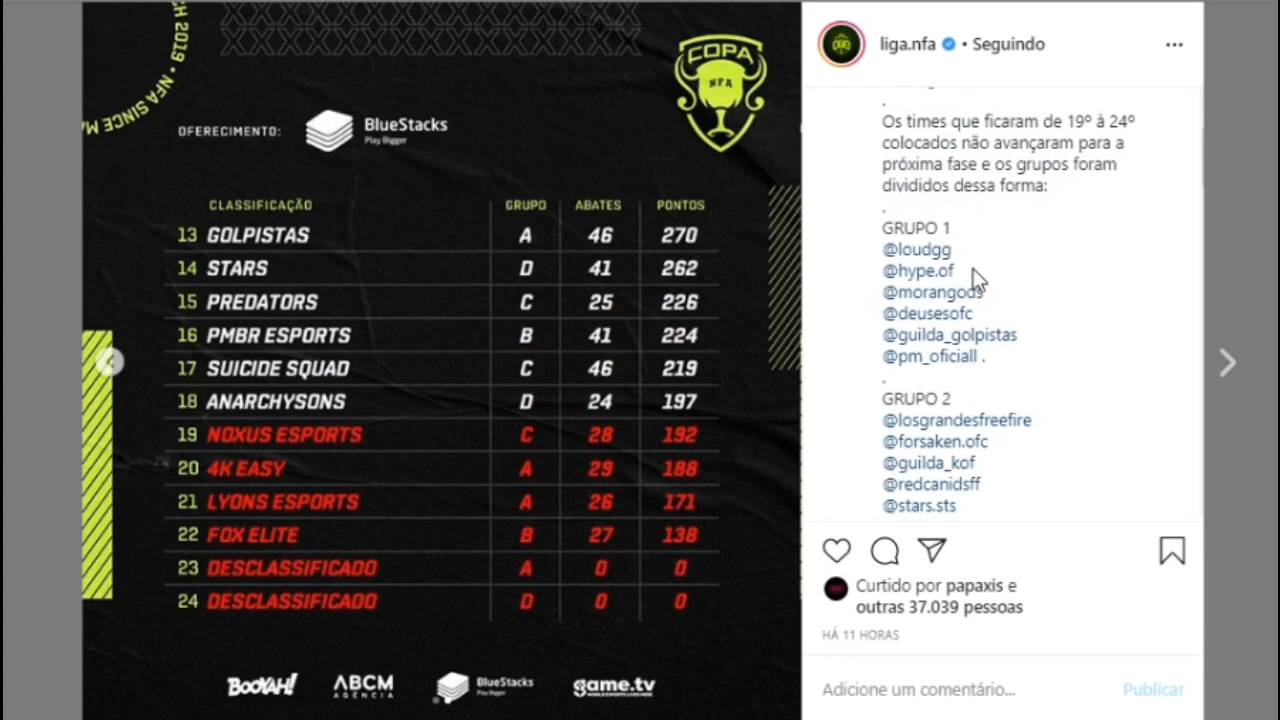 CH 2019 • NFA SINCE MA
COPA
NFA
OFERECIMENTO:
BlueStacks
Play Bigger
CLASSIFICAÇÃO GRUPO ABATES PONTOS
13 GOLPISTAS A 46 270
14 STARS D 41 262
15 PREDATORS C 25 226
16 PMBR ESPORTS B 41 224
17 SUICIDE SQUAD C 46 219
18 ANARCHYSONS D 24 197
19 NOXUS ESPORTS C 28 192
20 4K EASY A 29 188
21 LYONS ESPORTS A 26 171
22 FOX ELITE B 27 138
23 DESCLASSIFICADO A 0 0
24 DESCLASSIFICADO D 0 0
BOOYAH!
ABCM
AGÊNCIA
BlueStacks
Play Bigger
game.tv
liga.nfa • Seguindo
.
Os times que ficaram de 19º à 24º
colocados não avançaram para a
próxima fase e os grupos foram
divididos dessa forma:
.
GRUPO 1
@loudgg
@hype.of
@morangods
@deusesofc
@guilda_golpistas
@pm_oficiall .
.
GRUPO 2
@losgrandesfreefire
@forsaken.ofc
@guilda_kof
@redcanidsff
@stars.sts
Curtido por papaxis e
outras 37.039 pessoas
HÁ 11 HORAS
Adicione um comentário... Publicar